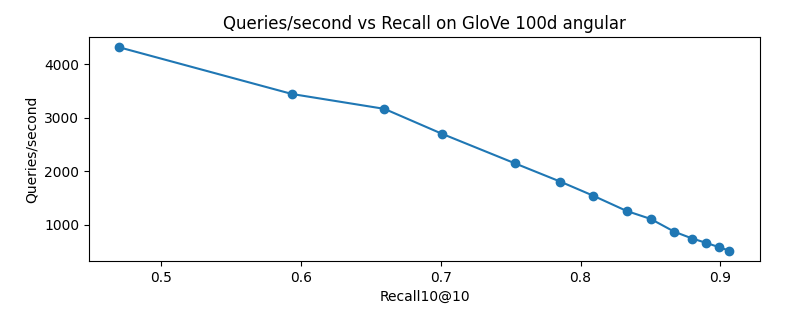 Queries/second vs Recall on GloVe 100d angular
Queries/second
4000
3000
2000
1000
0.5 0.6 0.7 0.8 0.9
Recall10@10